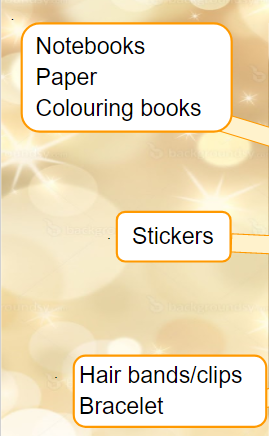 Notebooks
Paper
Colouring books
Stickers
Hair bands/clips
Bracelet